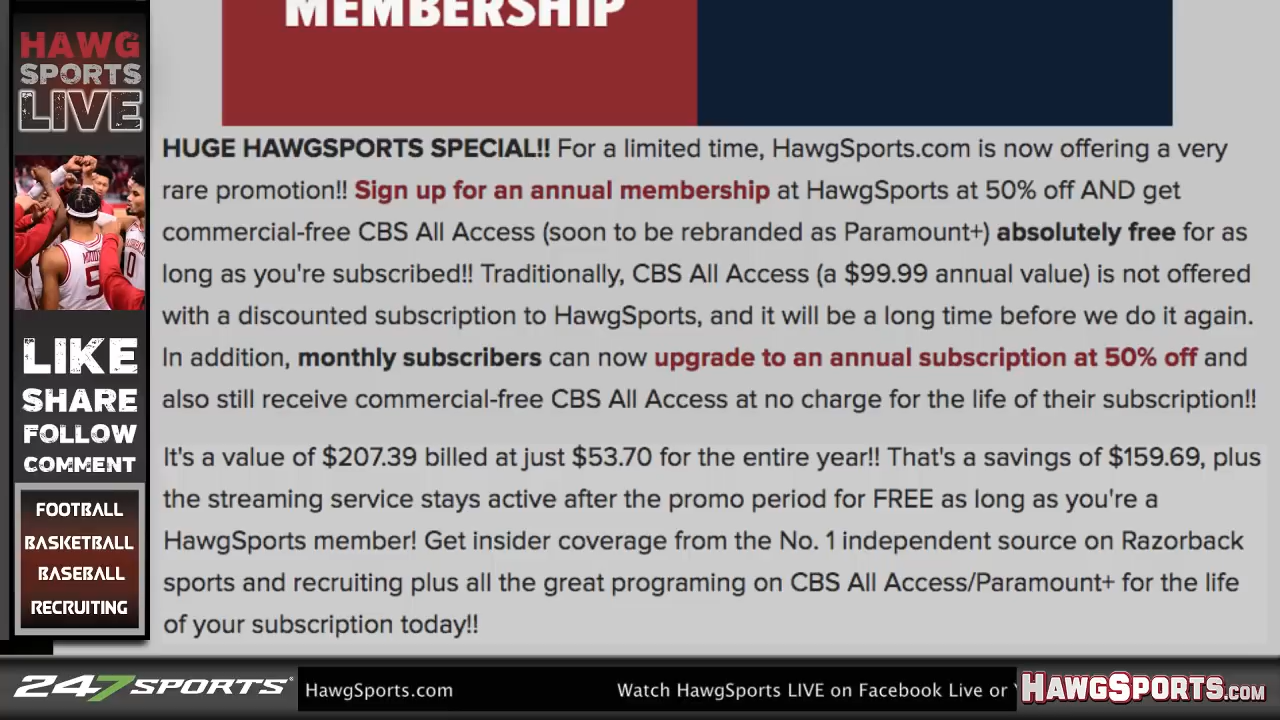 MEMBERSHIP
HAWG
SPORTS
LIVE
HUGE HAWGSPORTS SPECIAL!! For a limited time, HawgSports.com is now offering a very
rare promotion!! Sign up for an annual membership at HawgSports at 50% off AND get
commercial-free CBS All Access (soon to be rebranded as Paramount+) absolutely free for as
long as you're subscribed!! Traditionally, CBS All Access (a $99.99 annual value) is not offered
with a discounted subscription to HawgSports, and it will be a long time before we do it again.
In addition, monthly subscribers can now upgrade to an annual subscription at 50% off and
also still receive commercial-free CBS All Access at no charge for the life of their subscription!!
It's a value of $207.39 billed at just $53.70 for the entire year!! That's a savings of $159.69, plus
the streaming service stays active after the promo period for FREE as long as you're a
HawgSports member! Get insider coverage from the No. 1 independent source on Razorback
sports and recruiting plus all the great programing on CBS All Access/Paramount+ for the life
of your subscription today!!
5
0
LIKE
SHARE
FOLLOW
COMMENT
FOOTBALL
BASKETBALL
BASEBALL
RECRUITING
247SPORTS
HawgSports.com
Watch HawgSports LIVE on Facebook Live or
HAWGSPORTS.COM